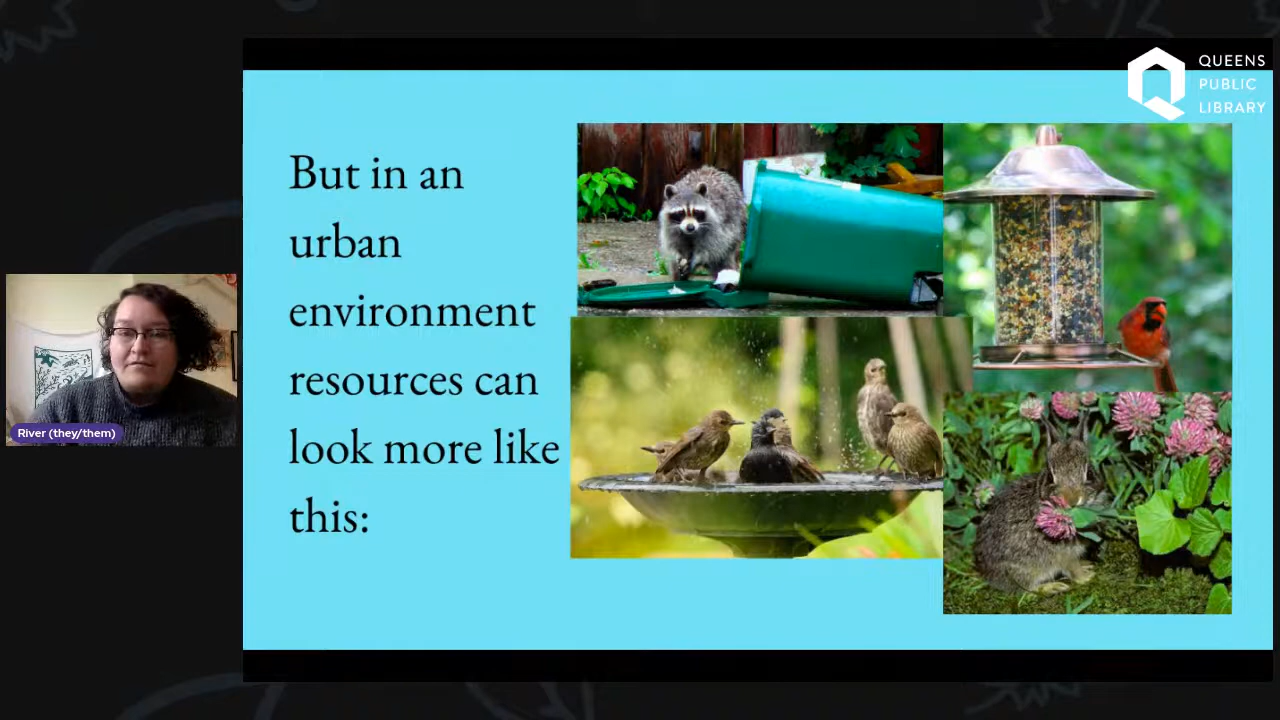 QUEENS
PUBLIC
LIBRARY
But in an
urban
environment
resources can
look more like
this:
River (they/them)